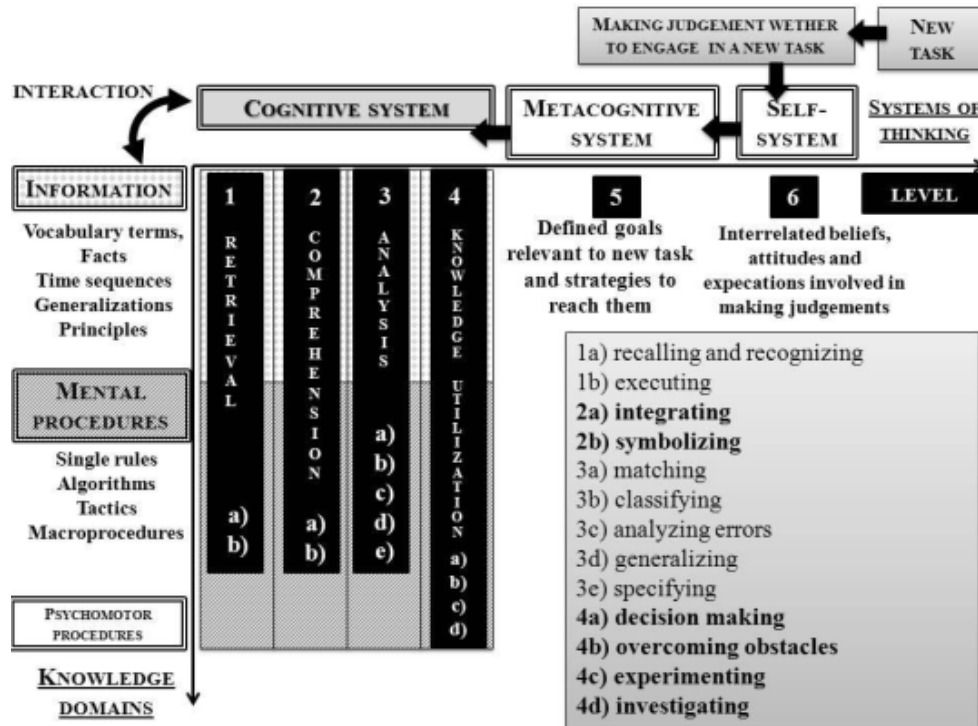 MAKING JUDGEMENT WETHER
TO ENGAGE IN A NEW TASK
NEW
TASK
INTERACTION
COGNITIVE SYSTEM
METACOGNITIVE
SYSTEM
SELF-
SYSTEM
SYSTEMS OF
THINKING
INFORMATION
Vocabulary terms,
Facts
Time sequences
Generalizations
Principles
MENTAL
PROCEDURES
Single rules
Algorithms
Tactics
Macroprocedures
PSYCHOMOTOR
PROCEDURES
KNOWLEDGE
DOMAINS
1
RETRIEVAL
a)
b)
2
COMPREHENSION
a)
b)
3
ANALYSIS
a)
b)
c)
d)
e)
4
KNOWLEDGE UTILIZATION
a)
b)
c)
d)
5
Defined goals
relevant to new task
and strategies to
reach them
6
Interrelated beliefs,
attitudes and
expecations involved in
making judgements
LEVEL
1a) recalling and recognizing
1b) executing
2a) integrating
2b) symbolizing
3a) matching
3b) classifying
3c) analyzing errors
3d) generalizing
3e) specifying
4a) decision making
4b) overcoming obstacles
4c) experimenting
4d) investigating